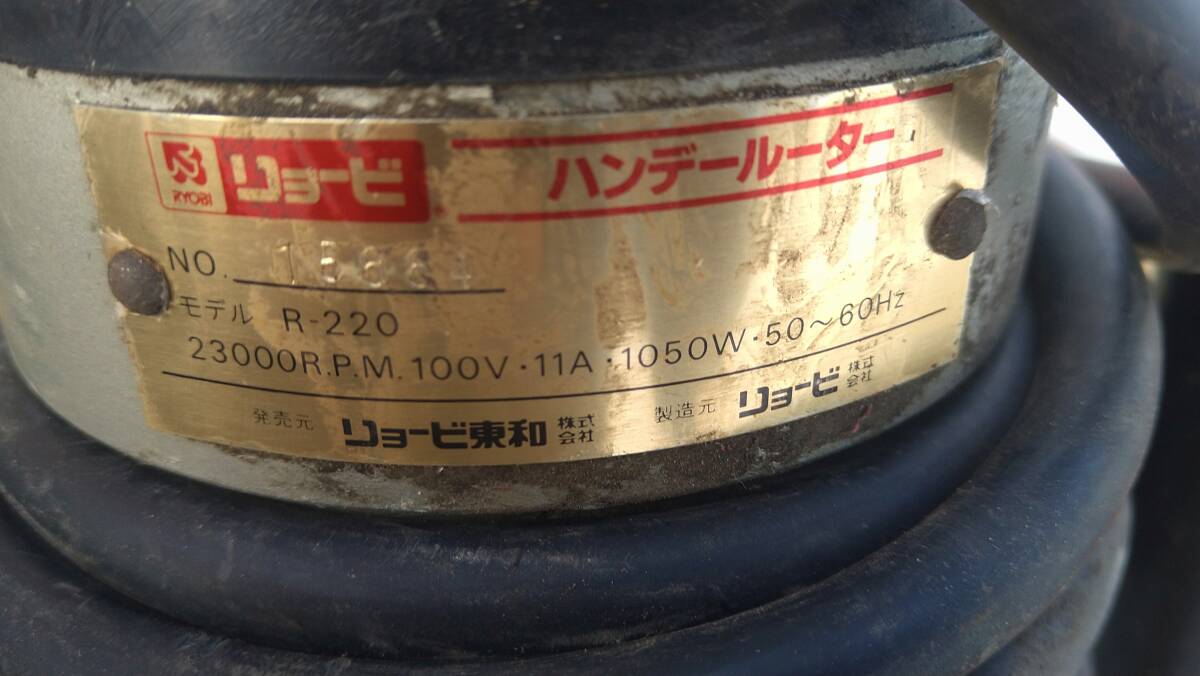 RYOBI リョービ ハンデールーター
NO.
モデル R-220
23000R.P.M. 100V・11A・1050W・50～60Hz
発売元 リョービ東和 株式会社 製造元 リョービ 株式会社